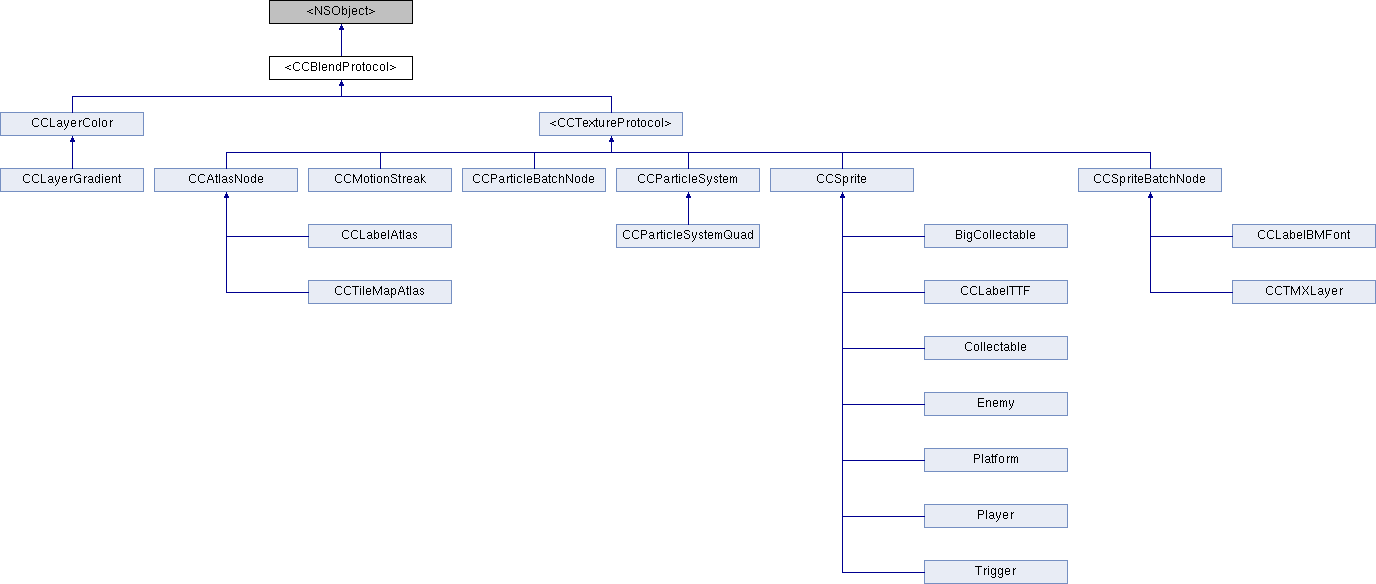 <NSObject>
<CCBlendProtocol>
CCLayerColor
<CCTextureProtocol>
CCLayerGradient
CCAtlasNode
CCMotionStreak
CCParticleBatchNode
CCParticleSystem
CCSprite
CCSpriteBatchNode
CCLabelAtlas
CCParticleSystemQuad
BigCollectable
CCLabelBMFont
CCTileMapAtlas
CCLabelTTF
CCTMXLayer
Collectable
Enemy
Platform
Player
Trigger